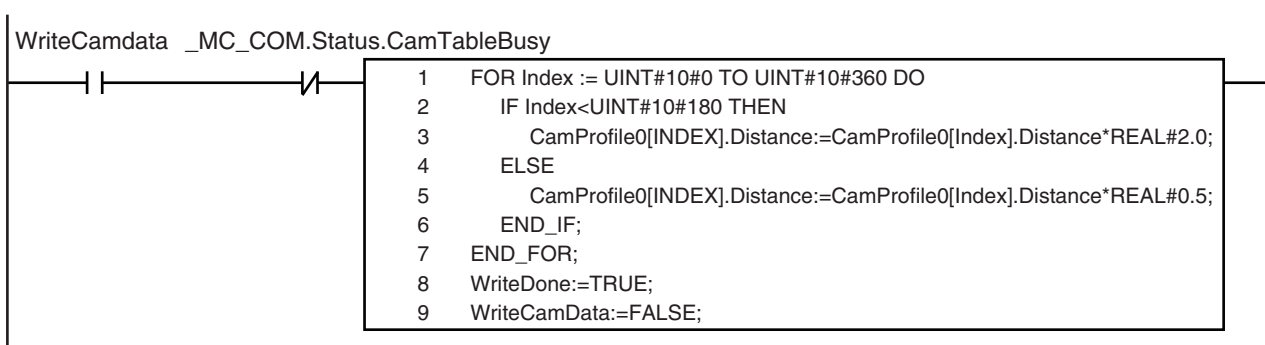 WriteCamdata _MC_COM.Status.CamTableBusy
1 FOR Index := UINT#10#0 TO UINT#10#360 DO
2 IF Index<UINT#10#180 THEN
3 CamProfile0[INDEX].Distance:=CamProfile0[Index].Distance*REAL#2.0;
4 ELSE
5 CamProfile0[INDEX].Distance:=CamProfile0[Index].Distance*REAL#0.5;
6 END_IF;
7 END_FOR;
8 WriteDone:=TRUE;
9 WriteCamData:=FALSE;